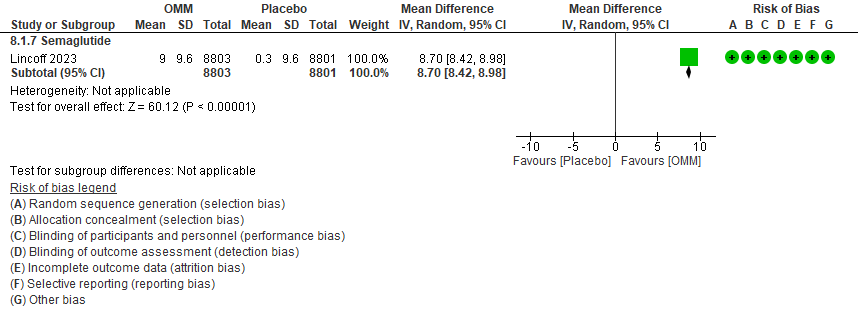 OMM Placebo Mean Difference Mean Difference Risk of Bias
Study or Subgroup Mean SD Total Mean SD Total Weight IV, Random, 95% CI IV, Random, 95% CI A B C D E F G
8.1.7 Semaglutide
Lincoff 2023 9 9.6 8803 0.3 9.6 8801 100.0% 8.70 [8.42, 8.98] + + + + + + +
Subtotal (95% CI) 8803 8801 100.0% 8.70 [8.42, 8.98]
Heterogeneity: Not applicable
Test for overall effect: Z = 60.12 (P < 0.00001)
-10 -5 0 5 10
Favours [Placebo] Favours [OMM]
Test for subgroup differences: Not applicable
Risk of bias legend
(A) Random sequence generation (selection bias)
(B) Allocation concealment (selection bias)
(C) Blinding of participants and personnel (performance bias)
(D) Blinding of outcome assessment (detection bias)
(E) Incomplete outcome data (attrition bias)
(F) Selective reporting (reporting bias)
(G) Other bias